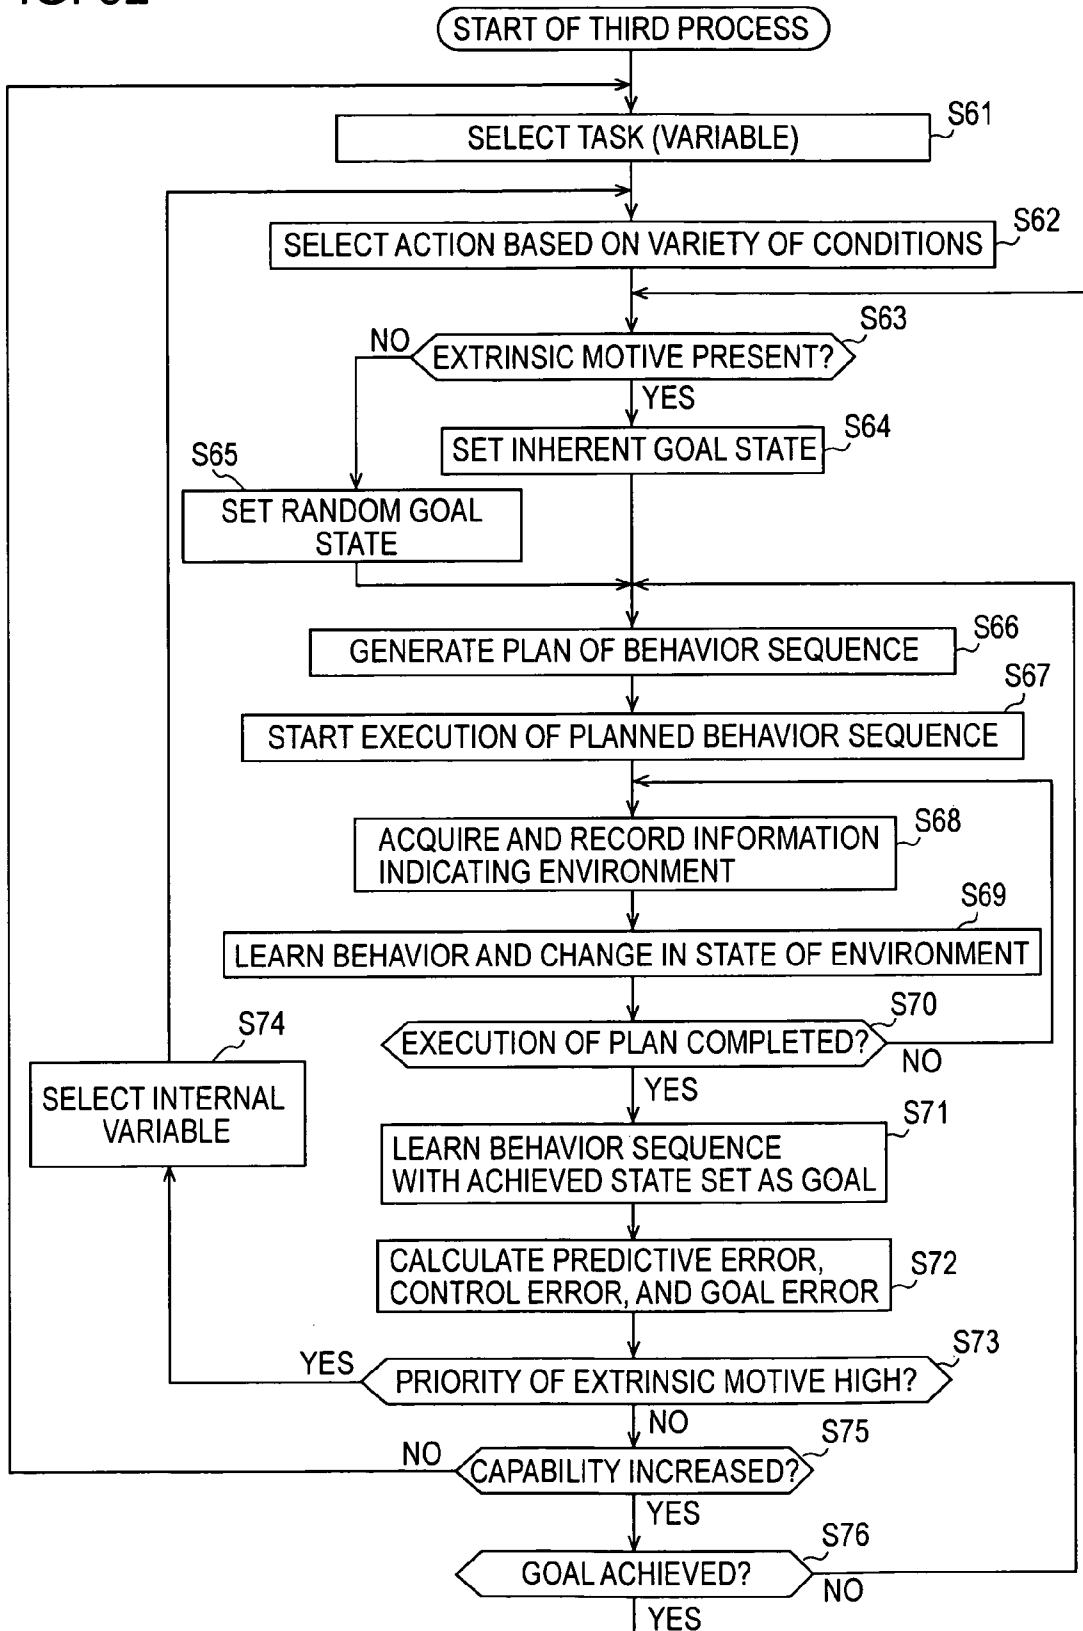 START OF THIRD PROCESS
S61
SELECT TASK (VARIABLE)
S62
SELECT ACTION BASED ON VARIETY OF CONDITIONS
S63
NO
EXTRINSIC MOTIVE PRESENT?
YES
S64
SET INHERENT GOAL STATE
S65
SET RANDOM GOAL
STATE
S66
GENERATE PLAN OF BEHAVIOR SEQUENCE
S67
START EXECUTION OF PLANNED BEHAVIOR SEQUENCE
S68
ACQUIRE AND RECORD INFORMATION
INDICATING ENVIRONMENT
S69
LEARN BEHAVIOR AND CHANGE IN STATE OF ENVIRONMENT
S70
EXECUTION OF PLAN COMPLETED?
NO
YES
S74
SELECT INTERNAL
VARIABLE
S71
LEARN BEHAVIOR SEQUENCE
WITH ACHIEVED STATE SET AS GOAL
S72
CALCULATE PREDICTIVE ERROR,
CONTROL ERROR, AND GOAL ERROR
S73
YES
PRIORITY OF EXTRINSIC MOTIVE HIGH?
NO
S75
NO
CAPABILITY INCREASED?
YES
S76
GOAL ACHIEVED?
NO
YES